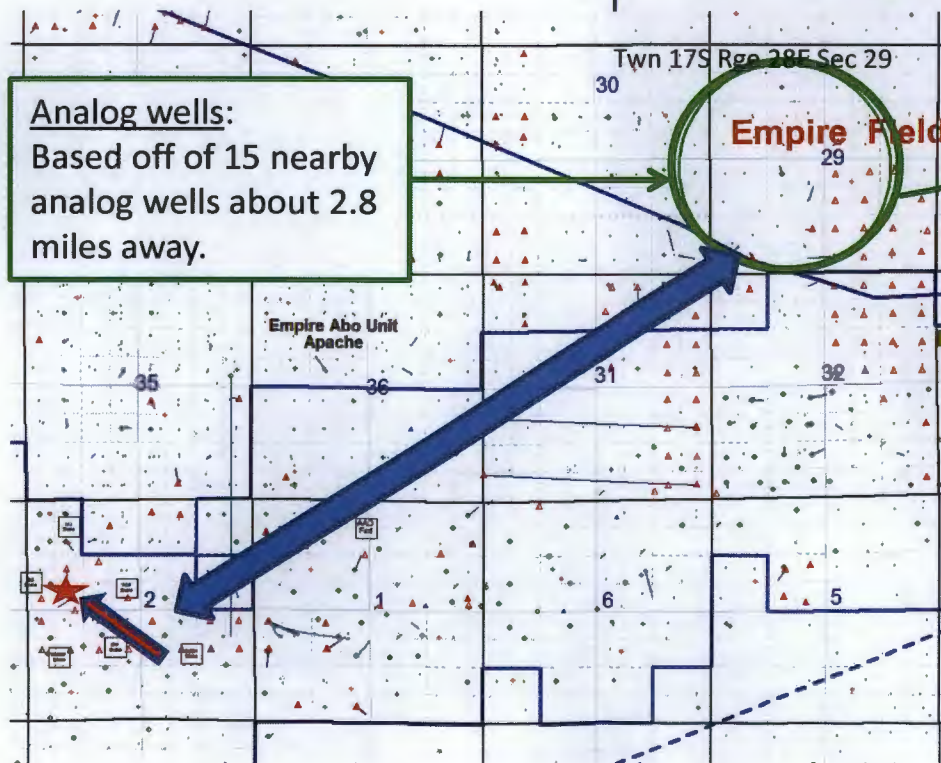 Twn 17S Rge 28E Sec 29
30
Analog wells:
Based off of 15 nearby
analog wells about 2.8
miles away.
Empire Field
29
Empire Abo Unit
Apache
35
36
31
32
2
1
6
5